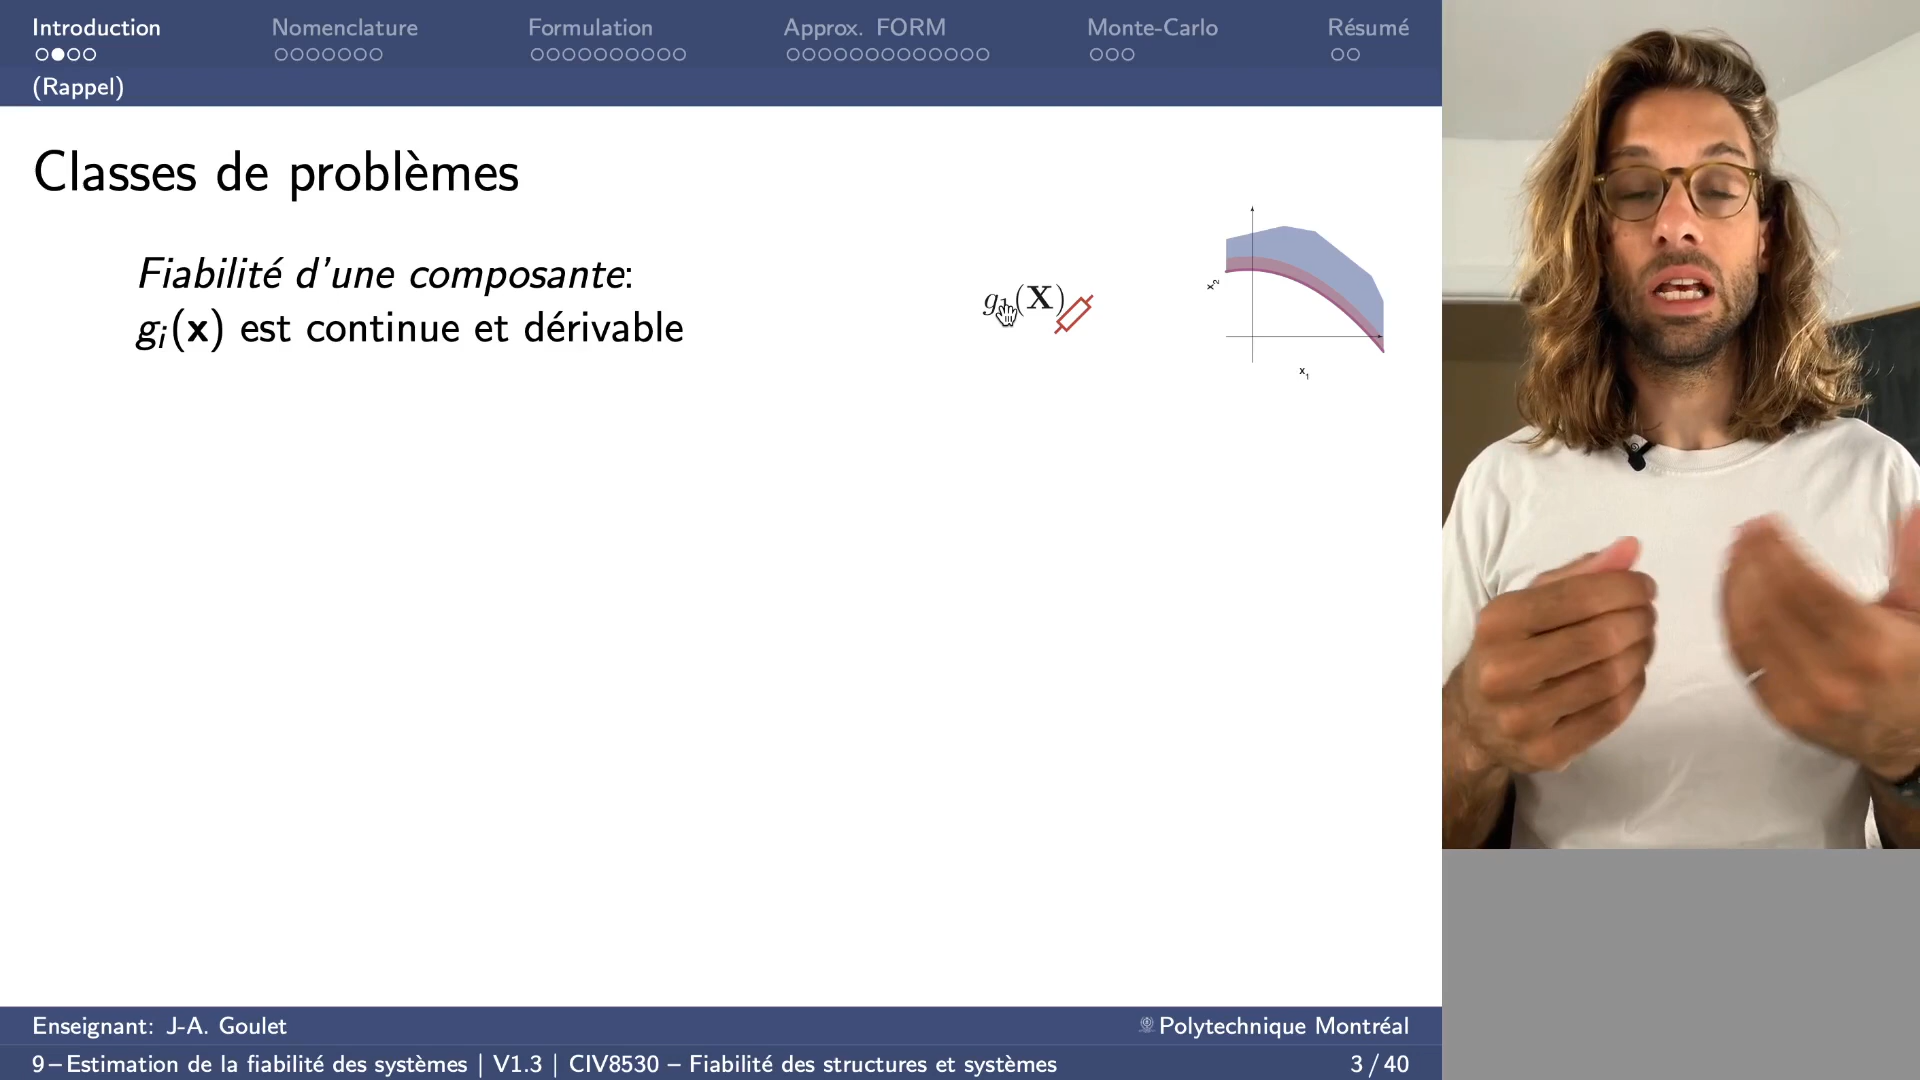 Introduction Nomenclature Formulation Approx. FORM Monte-Carlo Résumé
(Rappel)
Classes de problèmes
Fiabilité d'une composante:
gᵢ(x) est continue et dérivable
g₁(X)
x₂
x₁
Enseignant: J-A. Goulet Polytechnique Montréal
9–Estimation de la fiabilité des systèmes | V1.3 | CIV8530 – Fiabilité des structures et systèmes 3 / 40